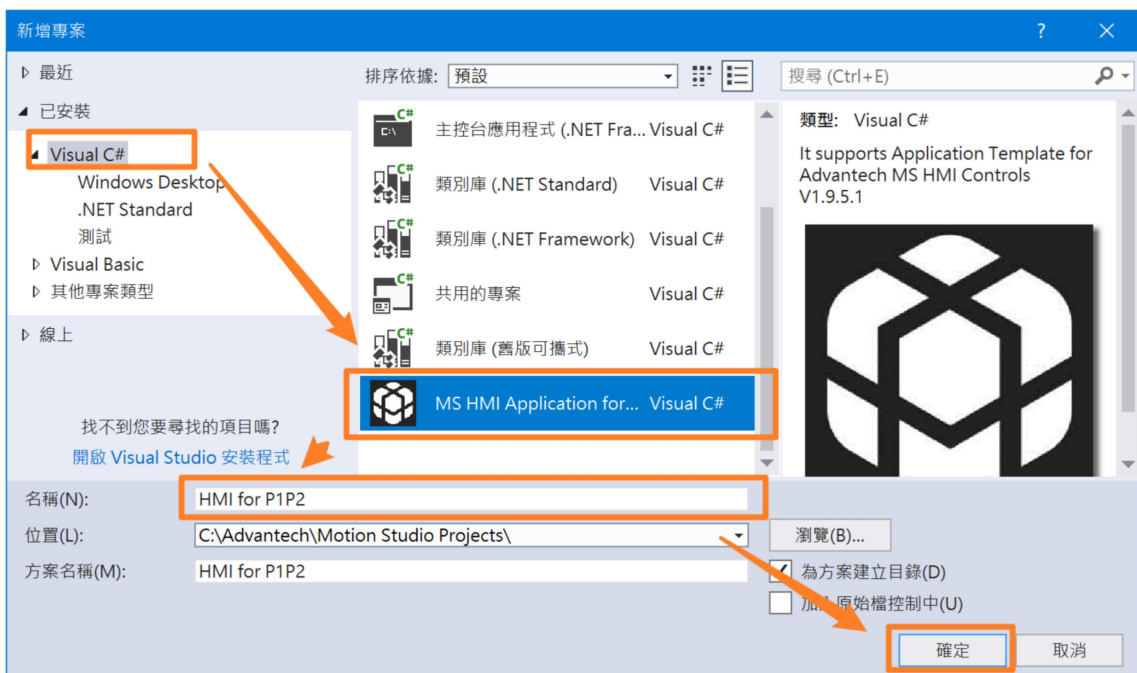 新增專案
?
最近
已安裝
Visual C#
Windows Desktop
.NET Standard
測試
Visual Basic
其他專案類型
線上
找不到您要尋找的項目嗎?
開啟 Visual Studio 安裝程式
排序依據: 預設
C# 主控台應用程式 (.NET Fra... Visual C#
C# 類別庫 (.NET Standard) Visual C#
C# 類別庫 (.NET Framework) Visual C#
C# 共用的專案 Visual C#
C# 類別庫 (舊版可攜式) Visual C#
MS HMI Application for... Visual C#
搜尋 (Ctrl+E)
類型: Visual C#
It supports Application Template for
Advantech MS HMI Controls
V1.9.5.1
名稱(N): HMI for P1P2
位置(L): C:\Advantech\Motion Studio Projects\ 瀏覽(B)...
方案名稱(M): HMI for P1P2
為方案建立目錄(D)
加入原始檔控制中(U)
確定 取消